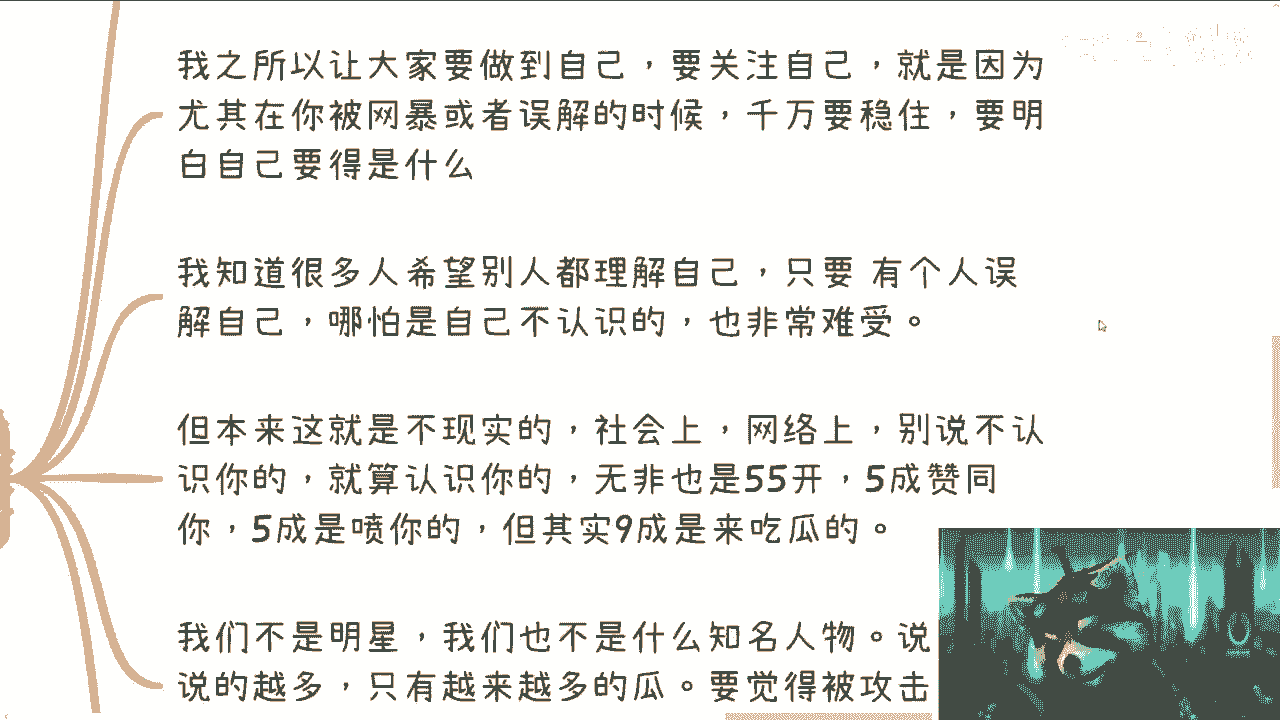 我之所以让大家要做到自己，要关注自己，就是因为
尤其在你被网暴或者误解的时候，千万要稳住，要明
白自己要得是什么
我知道很多人希望别人都理解自己，只要 有个人误
解自己，哪怕是自己不认识的，也非常难受。
但本来这就是不现实的，社会上，网络上，别说不认
识你的，就算认识你的，无非也是55开，5成赞同
你，5成是喷你的，但其实9成是来吃瓜的。
我们不是明星，我们也不是什么知名人物。说
说的越多，只有越来越多的瓜。要觉得被攻击